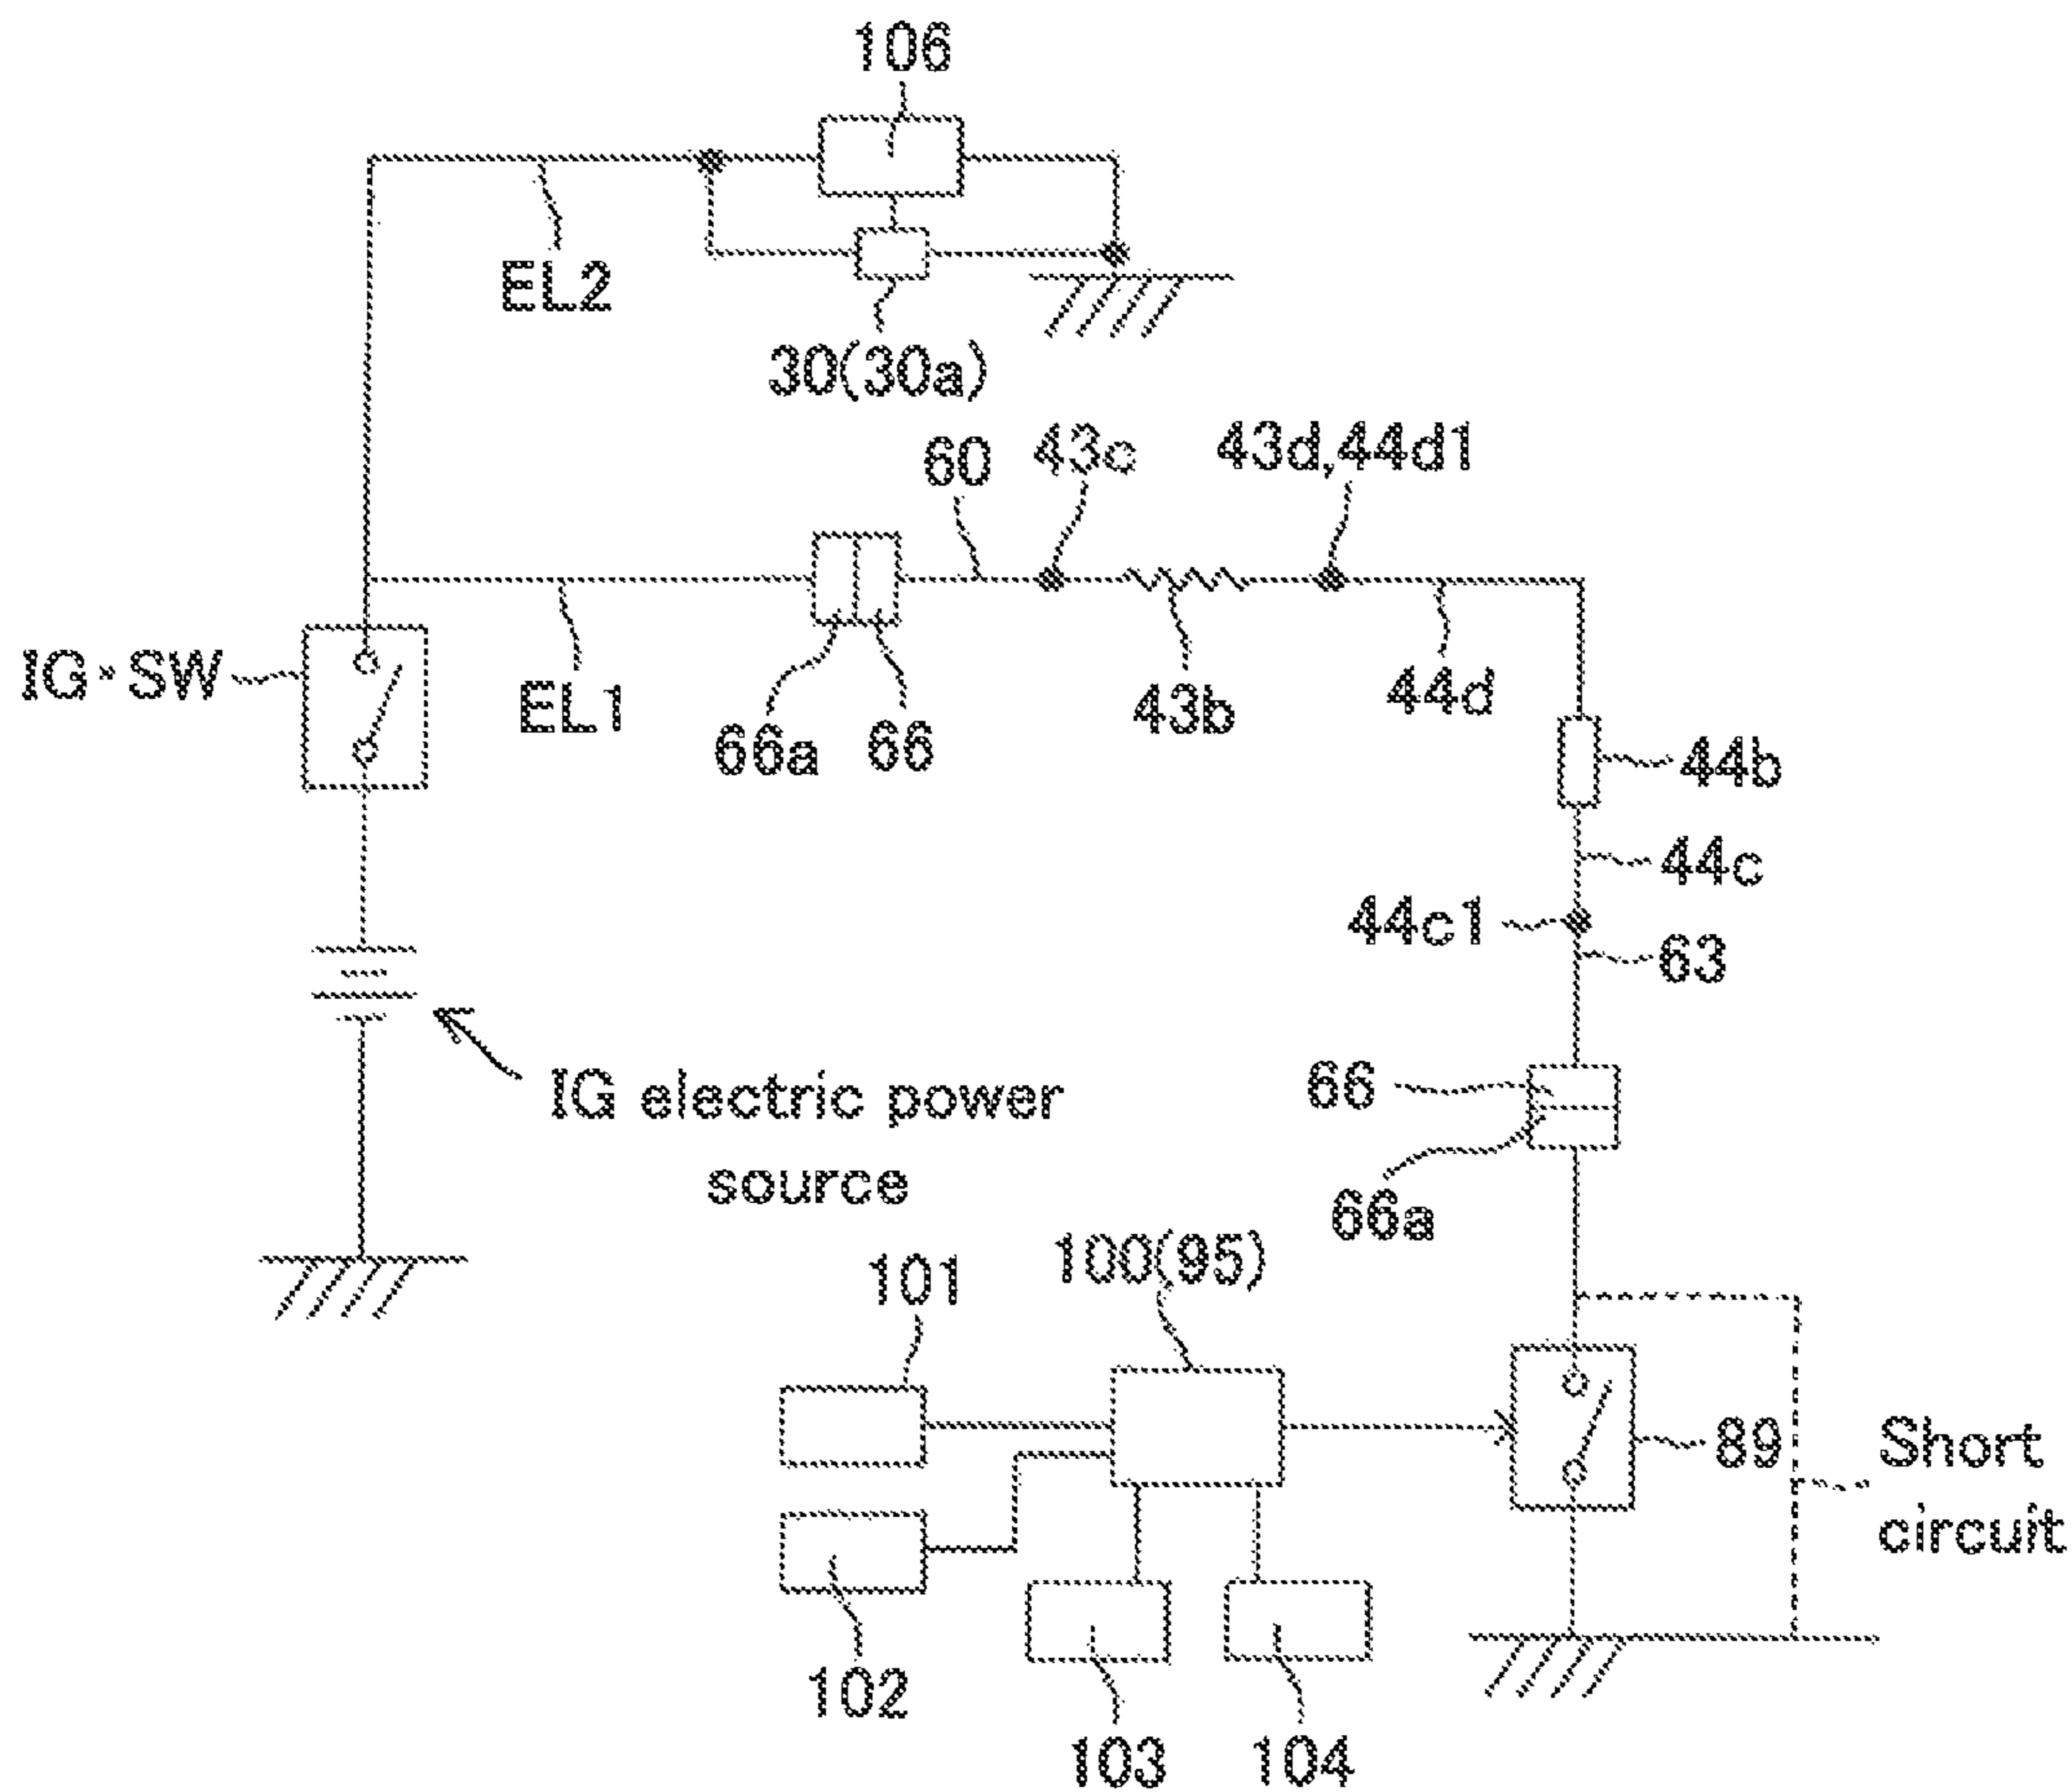 106
EL2
30(30a)
60
43c
43d,44d1
IG・SW
EL1
66a
66
43b
44d
44b
44c
44c1
63
IG electric power
source
66
66a
101
100(95)
89
Short
circuit
102
103
104